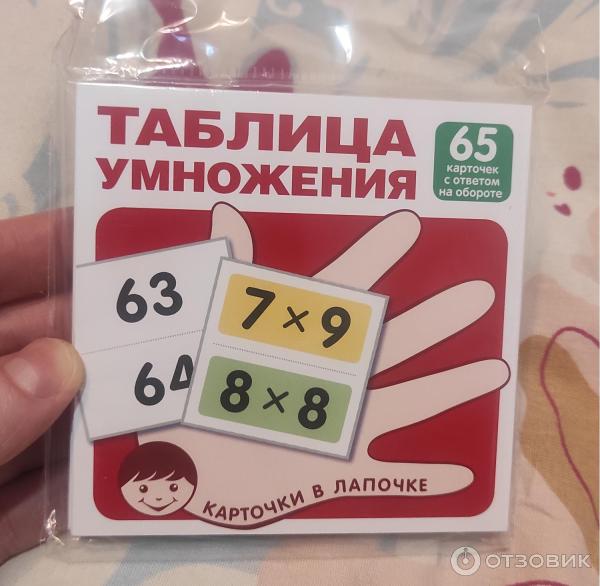 ТАБЛИЦА
УМНОЖЕНИЯ
65
карточек
с ответом
на обороте
63
64
7×9
8×8
КАРТОЧКИ В ЛАПОЧКЕ
ОТЗОВИК